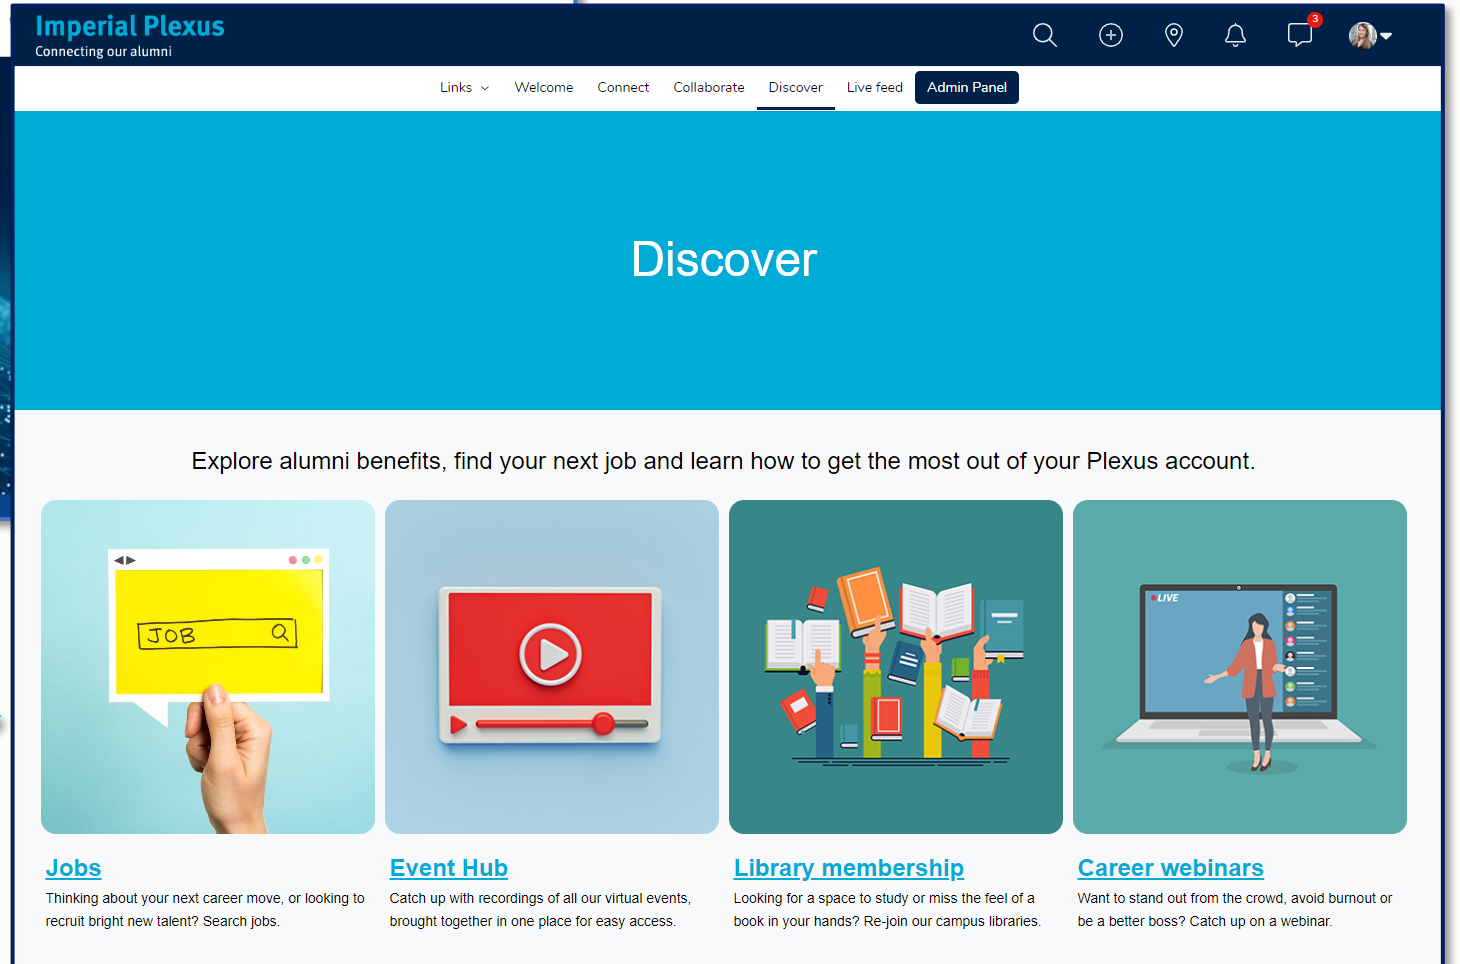 Imperial Plexus
Connecting our alumni
3
Links
Welcome
Connect
Collaborate
Discover
Live feed
Admin Panel
Discover
Explore alumni benefits, find your next job and learn how to get the most out of your Plexus account.
JOB
LIVE
Jobs
Thinking about your next career move, or looking to
recruit bright new talent? Search jobs.
Event Hub
Catch up with recordings of all our virtual events,
brought together in one place for easy access.
Library membership
Looking for a space to study or miss the feel of a
book in your hands? Re-join our campus libraries.
Career webinars
Want to stand out from the crowd, avoid burnout or
be a better boss? Catch up on a webinar.